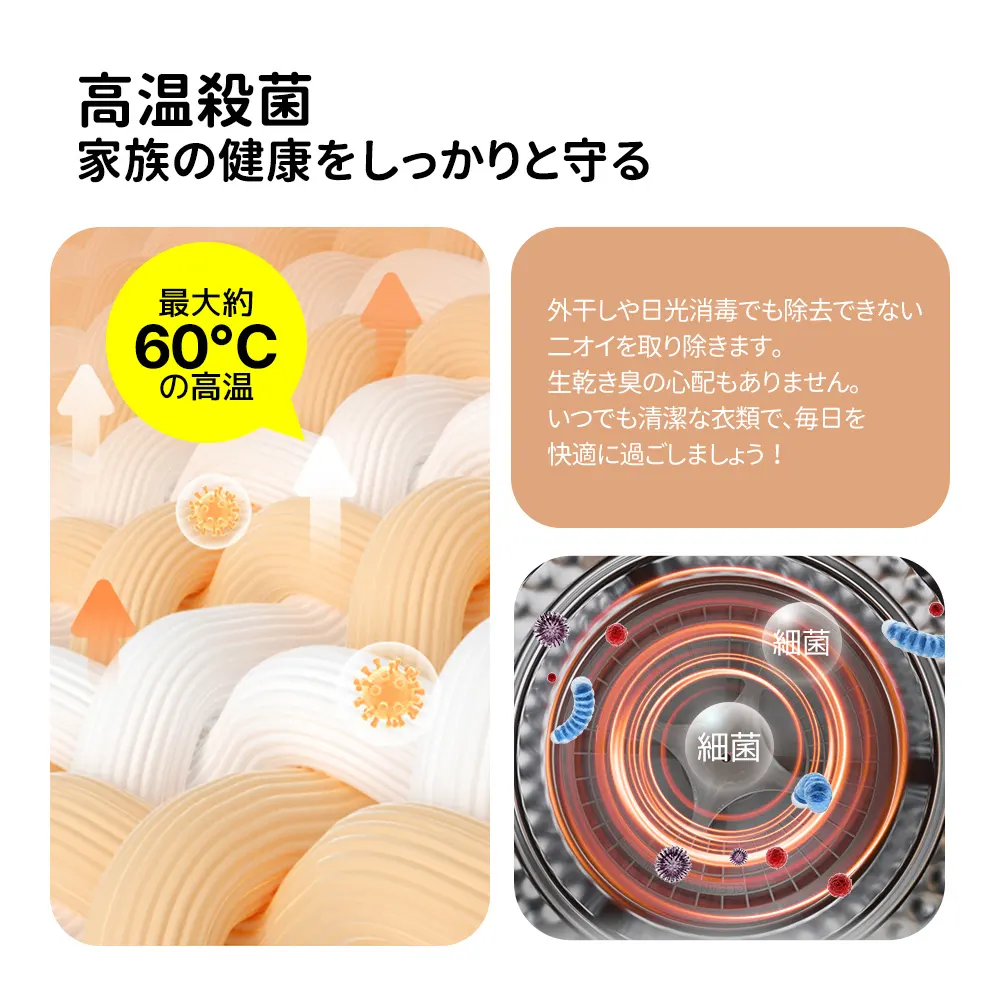 高温殺菌
家族の健康をしっかりと守る
最大約
60°C
の高温
外干しや日光消毒でも除去できない
ニオイを取り除きます。
生乾き臭の心配もありません。
いつでも清潔な衣類で、毎日を
快適に過ごしましょう！
細菌
細菌